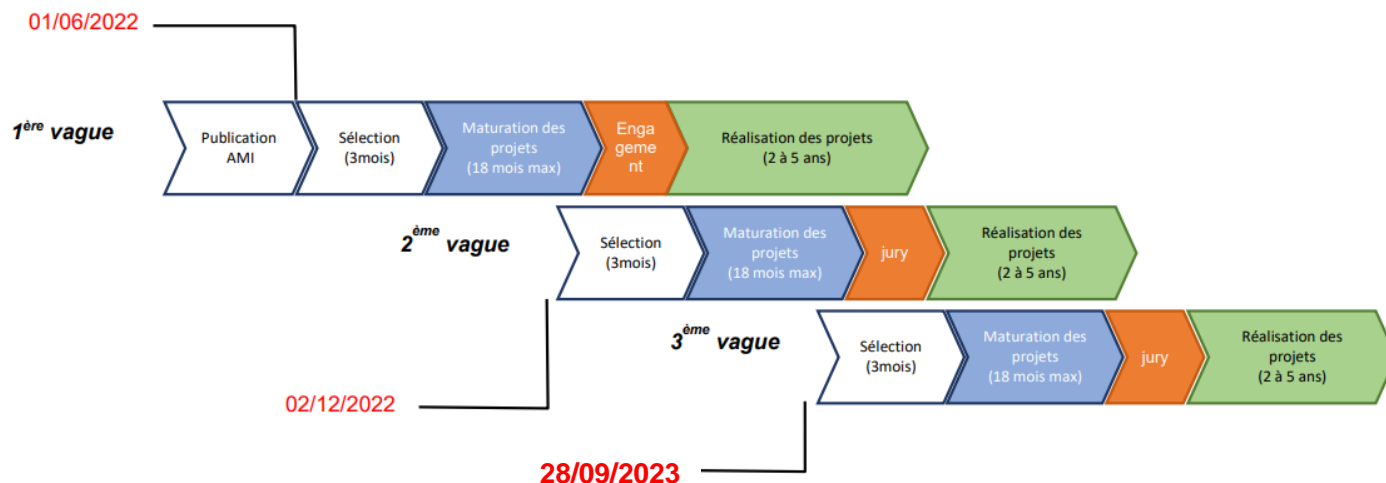 01/06/2022
1ère vague
Publication
AMI
Sélection
(3mois)
Maturation des
projets
(18 mois max)
Enga
geme
nt
Réalisation des projets
(2 à 5 ans)
2ème vague
Sélection
(3mois)
Maturation des
projets
(18 mois max)
jury
Réalisation des
projets
(2 à 5 ans)
3ème vague
Sélection
(3mois)
Maturation des
projets
(18 mois max)
jury
Réalisation des
projets
(2 à 5 ans)
02/12/2022
28/09/2023